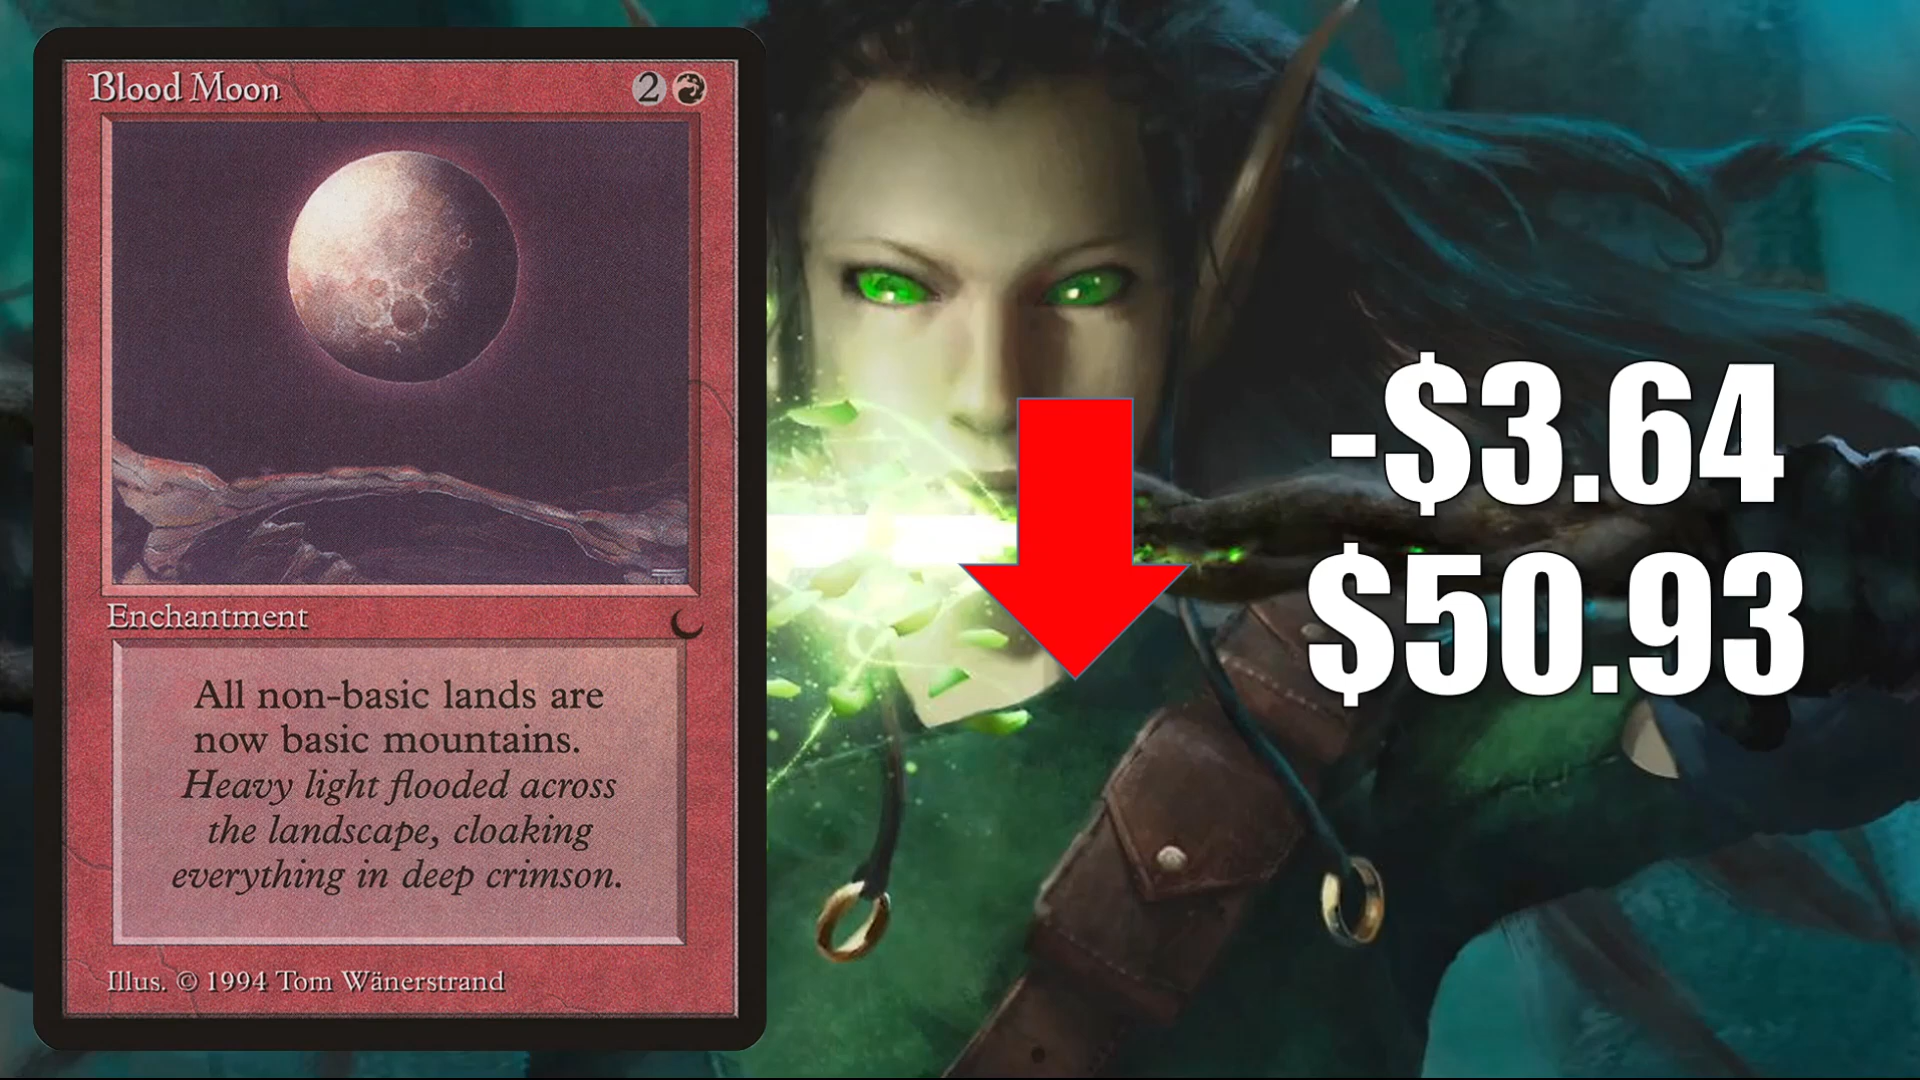 Blood Moon
2
Enchantment
All non-basic lands are
now basic mountains.
Heavy light flooded across
the landscape, cloaking
everything in deep crimson.
Illus. © 1994 Tom Wänerstrand
-$3.64
$50.93